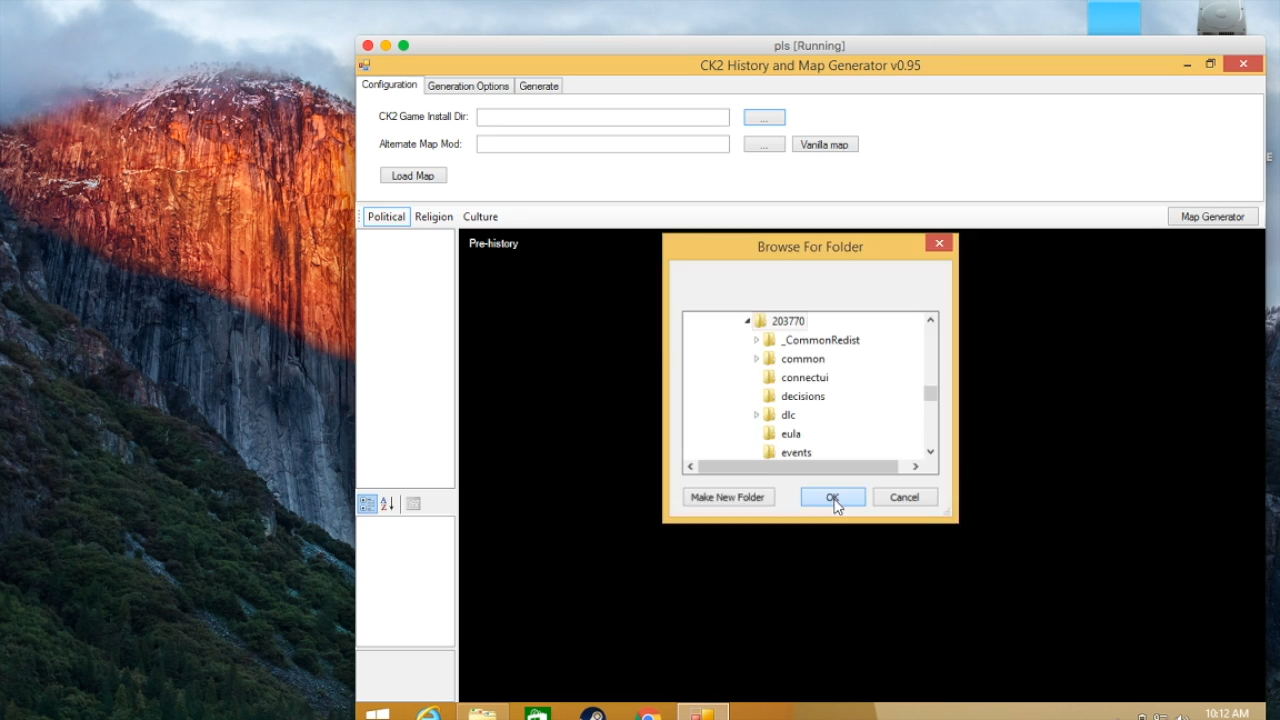 pls [Running]
CK2 History and Map Generator v0.95
Configuration Generation Options Generate
CK2 Game Install Dir: ...
Alternate Map Mod: ... Vanilla map
Load Map
Political Religion Culture Map Generator
Pre-history
Browse For Folder
203770
_CommonRedist
common
connectui
decisions
dlc
eula
events
Make New Folder OK Cancel
10:12 AM